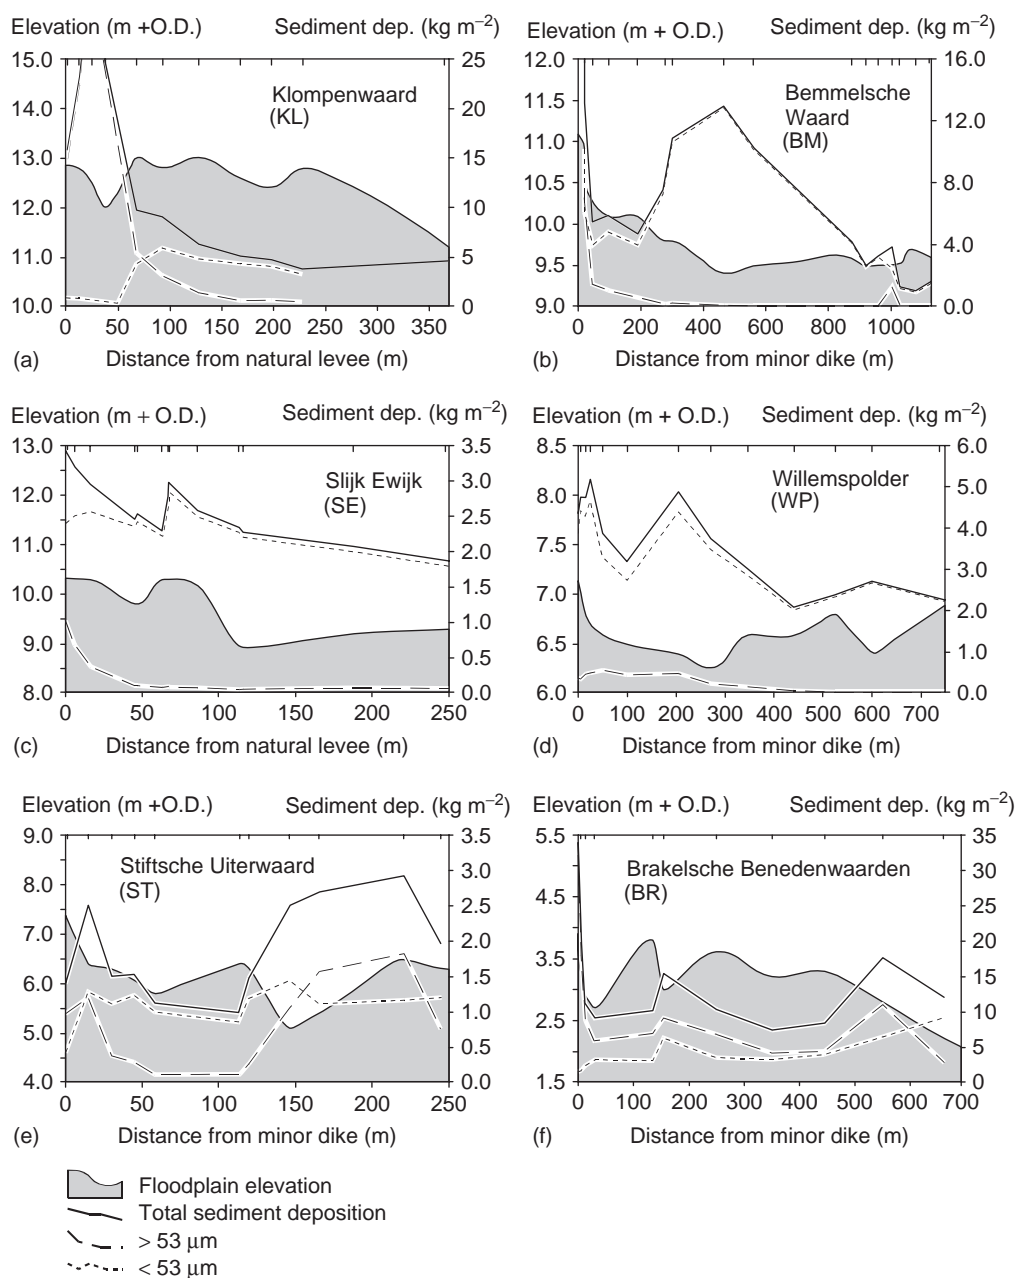 Elevation (m +O.D.) Sediment dep. (kg m⁻²)
15.0 25
14.0 20
13.0 15
12.0 10
11.0 5
10.0 0
Klompenwaard
(KL)
0 50 100 150 200 250 300 350
(a) Distance from natural levee (m)
Elevation (m + O.D.) Sediment dep. (kg m⁻²)
12.0 16.0
11.5
11.0 12.0
10.5 8.0
10.0
9.5 4.0
9.0 0.0
Bemmelsche
Waard
(BM)
0 200 400 600 800 1000
(b) Distance from minor dike (m)
Elevation (m + O.D.) Sediment dep. (kg m⁻²)
13.0 3.5
12.0 3.0
2.5
11.0 2.0
10.0 1.5
1.0
9.0 0.5
8.0 0.0
Slijk Ewijk
(SE)
0 50 100 150 200 250
(c) Distance from natural levee (m)
Elevation (m + O.D.) Sediment dep. (kg m⁻²)
8.5 6.0
8.0 5.0
7.5 4.0
7.0 3.0
2.0
6.5 1.0
6.0 0.0
Willemspolder
(WP)
0 100 200 300 400 500 600 700
(d) Distance from minor dike (m)
Elevation (m +O.D.) Sediment dep. (kg m⁻²)
9.0 3.5
8.0 3.0
2.5
7.0 2.0
6.0 1.5
5.0 1.0
0.5
4.0 0.0
Stiftsche Uiterwaard
(ST)
0 50 100 150 200 250
(e) Distance from minor dike (m)
Elevation (m + O.D.) Sediment dep. (kg m⁻²)
5.5 35
30
4.5 25
20
3.5 15
2.5 10
5
1.5 0
Brakelsche Benedenwaarden
(BR)
0 100 200 300 400 500 600 700
(f) Distance from minor dike (m)
Floodplain elevation
Total sediment deposition
> 53 μm
< 53 μm